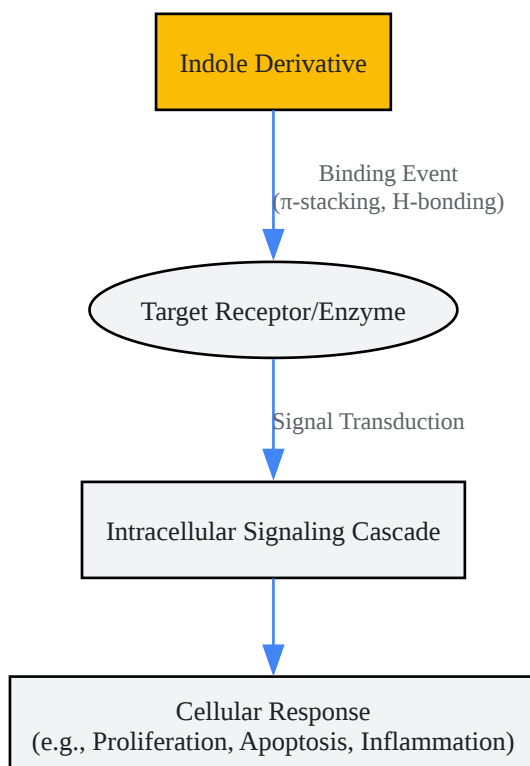 Indole Derivative
Binding Event
(π-stacking, H-bonding)
Target Receptor/Enzyme
Signal Transduction
Intracellular Signaling Cascade
Cellular Response
(e.g., Proliferation, Apoptosis, Inflammation)